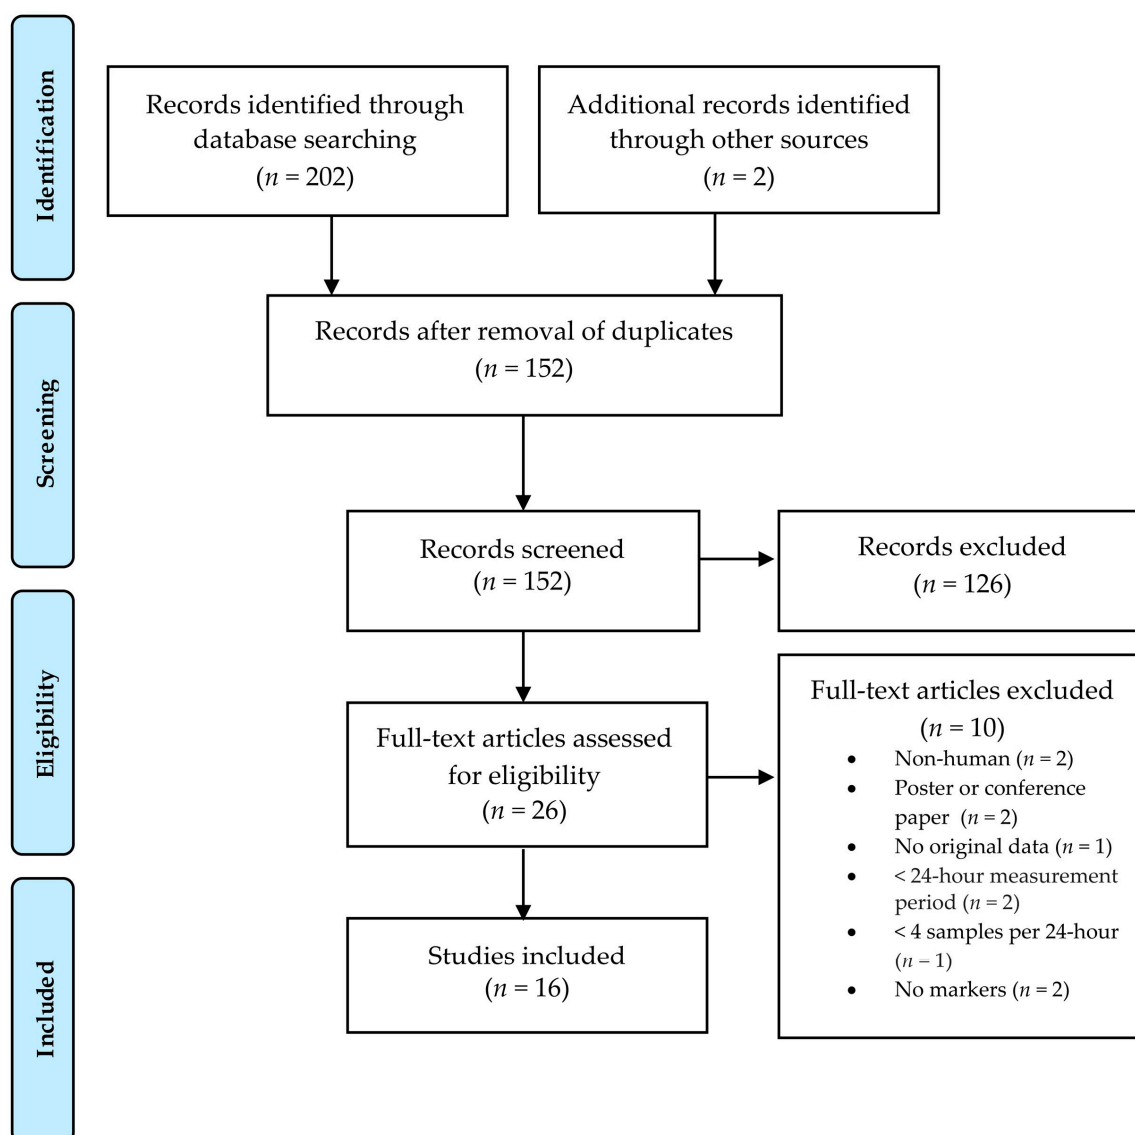 Identification
Records identified through
database searching
(n = 202)
Additional records identified
through other sources
(n = 2)
Records after removal of duplicates
(n = 152)
Screening
Records screened
(n = 152)
Records excluded
(n = 126)
Eligibility
Full-text articles assessed
for eligibility
(n = 26)
Full-text articles excluded
(n = 10)
• Non-human (n = 2)
• Poster or conference
paper (n = 2)
• No original data (n = 1)
• < 24-hour measurement
period (n = 2)
• < 4 samples per 24-hour
(n = 1)
• No markers (n = 2)
Included
Studies included
(n = 16)